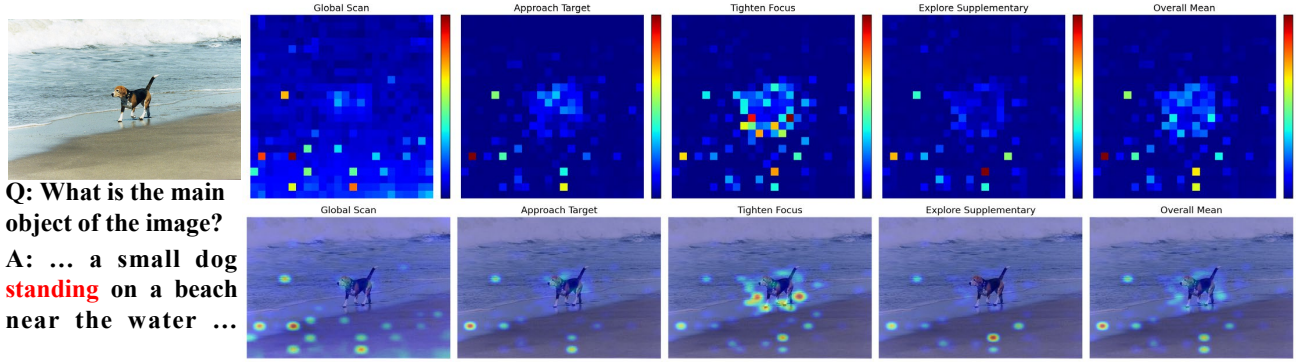 Global Scan
Approach Target
Tighten Focus
Explore Supplementary
Overall Mean
Q: What is the main
object of the image?
A: ... a small dog
standing on a beach
near the water ...
Global Scan
Approach Target
Tighten Focus
Explore Supplementary
Overall Mean